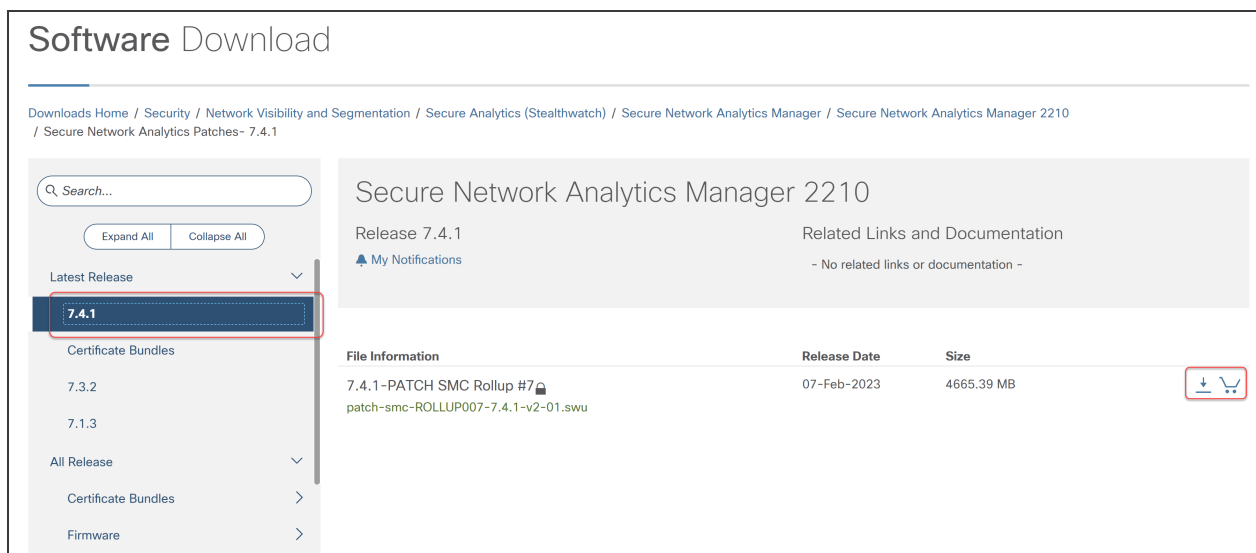 Software Download
Downloads Home / Security / Network Visibility and Segmentation / Secure Analytics (Stealthwatch) / Secure Network Analytics Manager / Secure Network Analytics Manager 2210
/ Secure Network Analytics Patches- 7.4.1
Search...
Expand All
Collapse All
Latest Release
7.4.1
Certificate Bundles
7.3.2
7.1.3
All Release
Certificate Bundles
Firmware
Secure Network Analytics Manager 2210
Release 7.4.1
My Notifications
Related Links and Documentation
- No related links or documentation -
File Information
Release Date
Size
7.4.1-PATCH SMC Rollup #7
07-Feb-2023
4665.39 MB
patch-smc-ROLLUP007-7.4.1-v2-01.swu